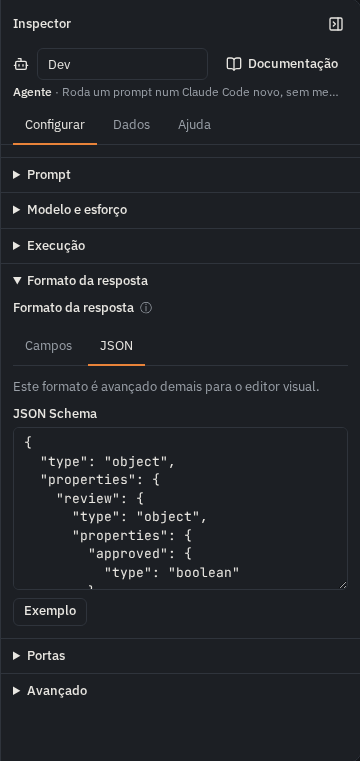 Inspector
Dev
Documentação
Agente · Roda um prompt num Claude Code novo, sem me...
Configurar
Dados
Ajuda
Prompt
Modelo e esforço
Execução
Formato da resposta
Formato da resposta ⓘ
Campos
JSON
Este formato é avançado demais para o editor visual.
JSON Schema
{
  "type": "object",
  "properties": {
    "review": {
      "type": "object",
      "properties": {
        "approved": {
          "type": "boolean"
        }
Exemplo
Portas
Avançado